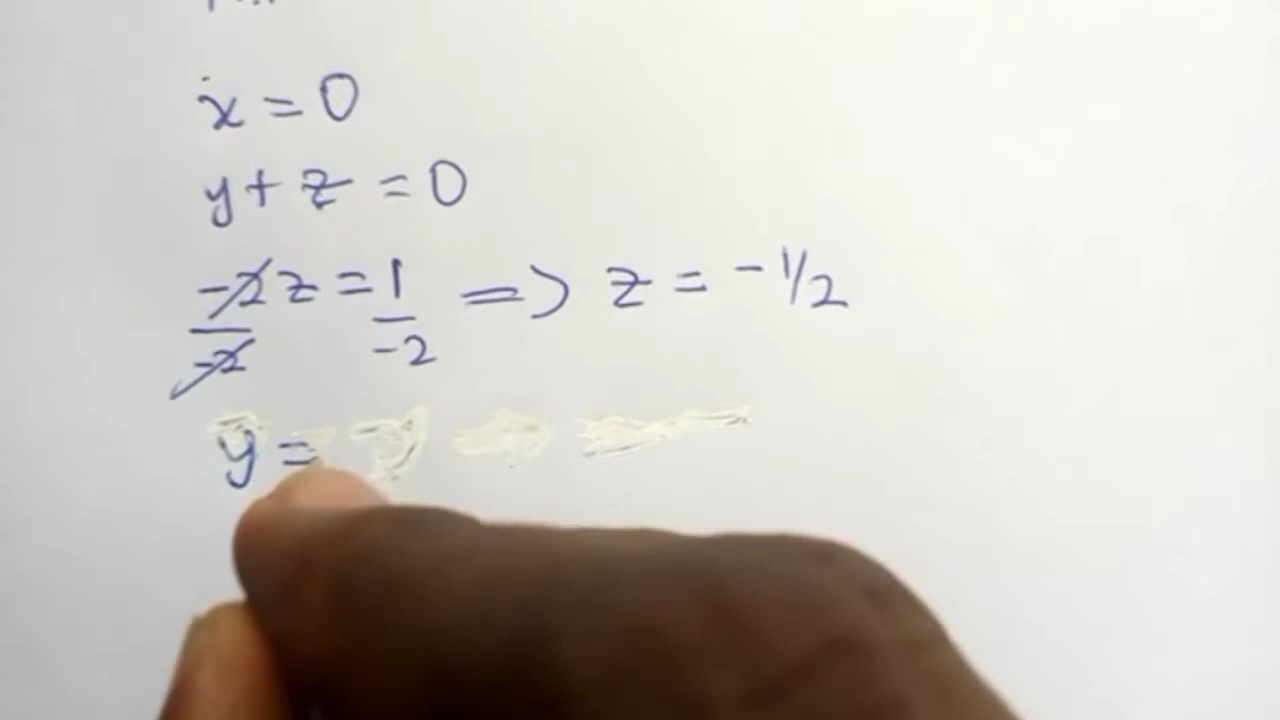 x = 0
y + z = 0
-2z = 1 => z = -1/2
-2 -2
y =